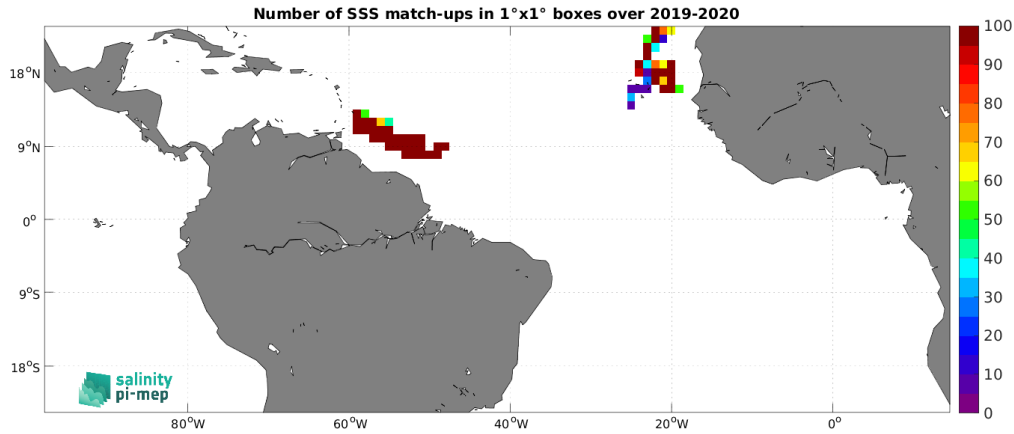 Number of SSS match-ups in 1°x1° boxes over 2019-2020
18°N
9°N
0°
9°S
18°S
80°W
60°W
40°W
20°W
0°
100
90
80
70
60
50
40
30
20
10
0
salinity
pi-mep